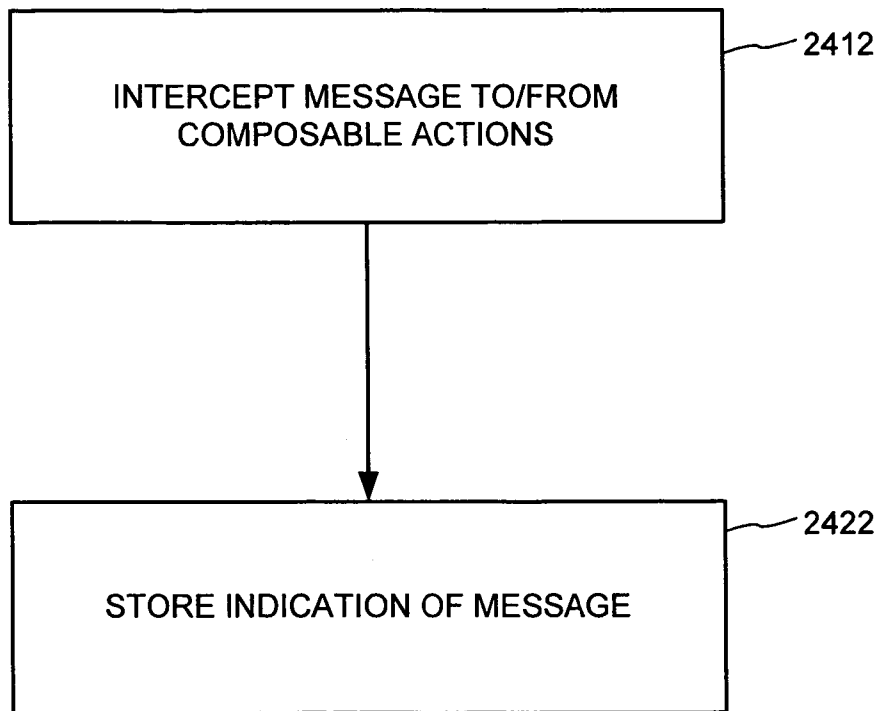 2412
INTERCEPT MESSAGE TO/FROM
COMPOSABLE ACTIONS
2422
STORE INDICATION OF MESSAGE